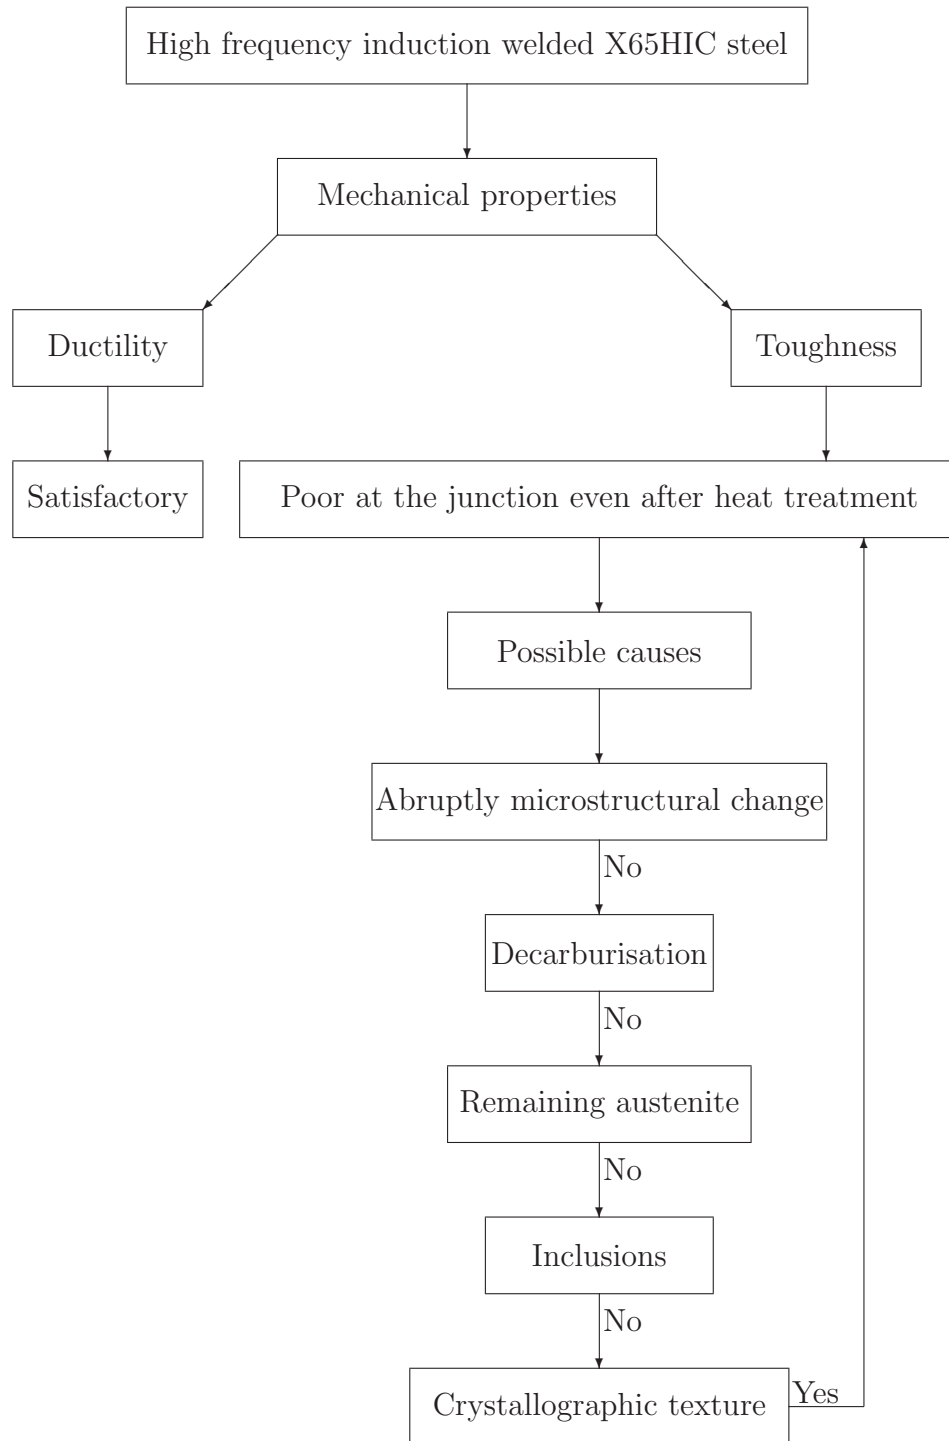 High frequency induction welded X65HIC steel
Mechanical properties
Ductility
Toughness
Satisfactory
Poor at the junction even after heat treatment
Possible causes
Abruptly microstructural change
No
Decarburisation
No
Remaining austenite
No
Inclusions
No
Crystallographic texture
Yes